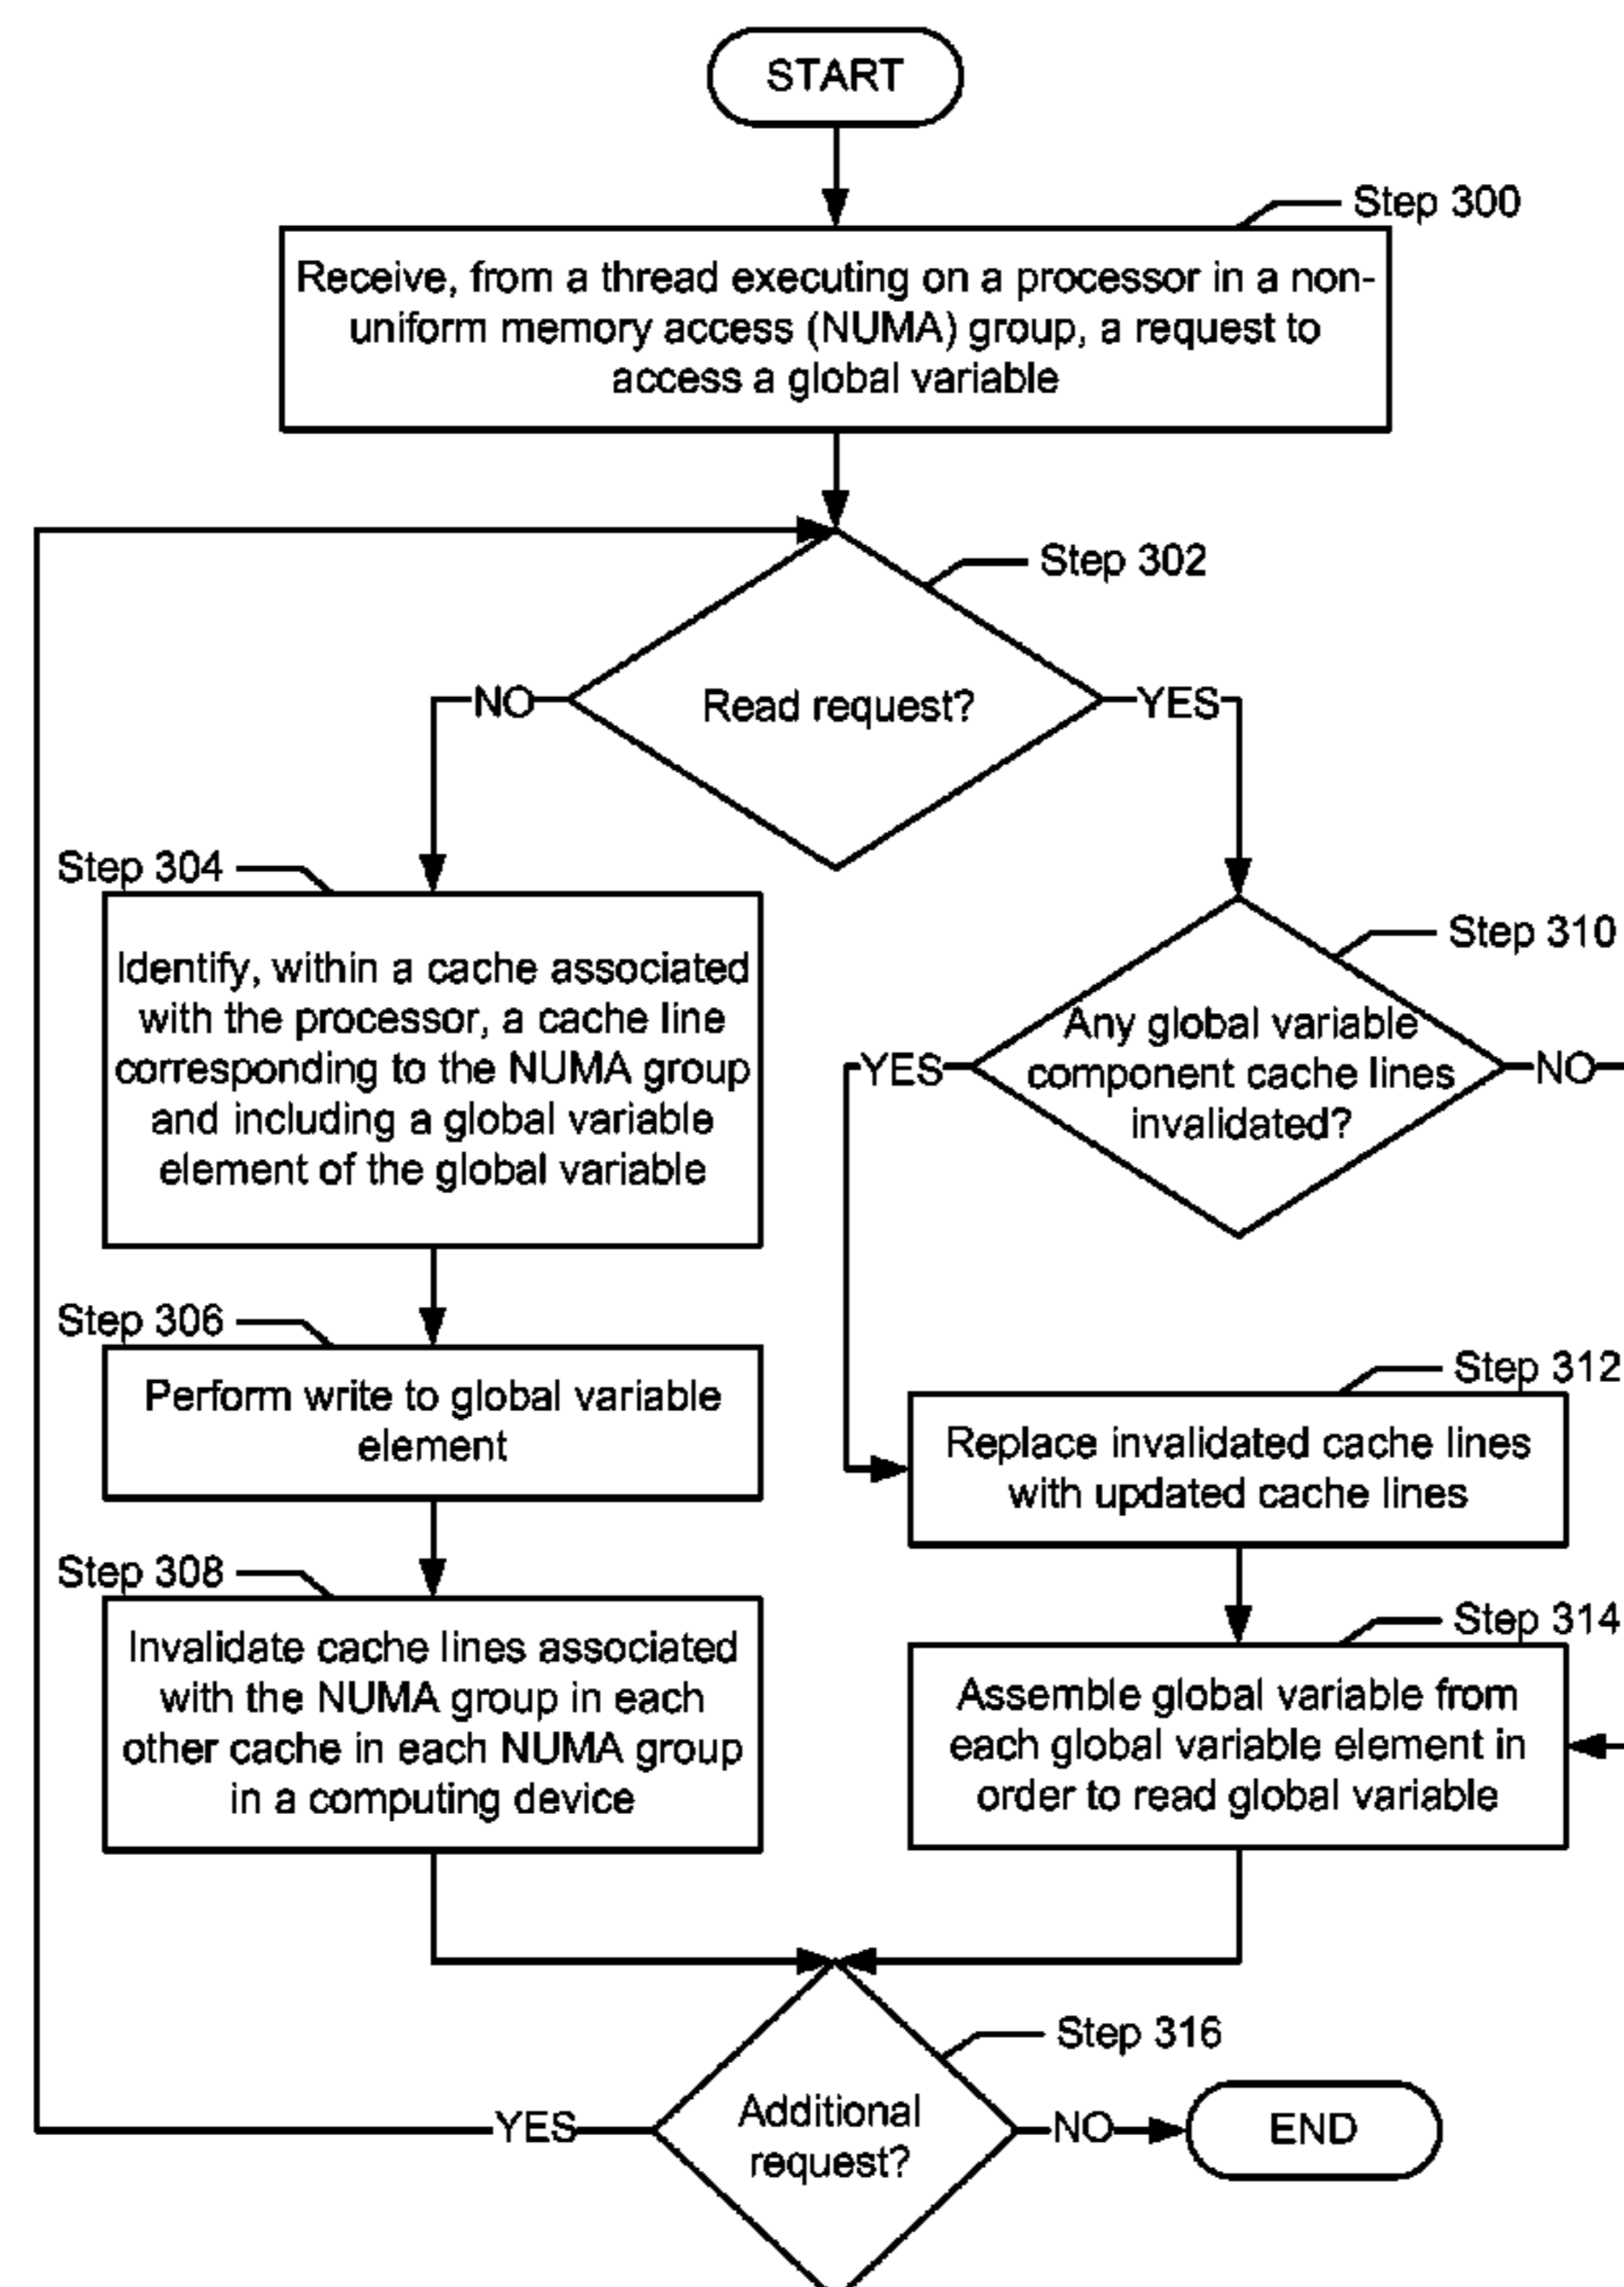 START
Step 300
Receive, from a thread executing on a processor in a non-
uniform memory access (NUMA) group, a request to
access a global variable
Step 302
Read request?
NO
YES
Step 304
Identify, within a cache associated
with the processor, a cache line
corresponding to the NUMA group
and including a global variable
element of the global variable
Step 306
Perform write to global variable
element
Step 308
Invalidate cache lines associated
with the NUMA group in each
other cache in each NUMA group
in a computing device
Step 310
Any global variable
component cache lines
invalidated?
YES
NO
Step 312
Replace invalidated cache lines
with updated cache lines
Step 314
Assemble global variable from
each global variable element in
order to read global variable
Step 316
Additional
request?
YES
NO
END